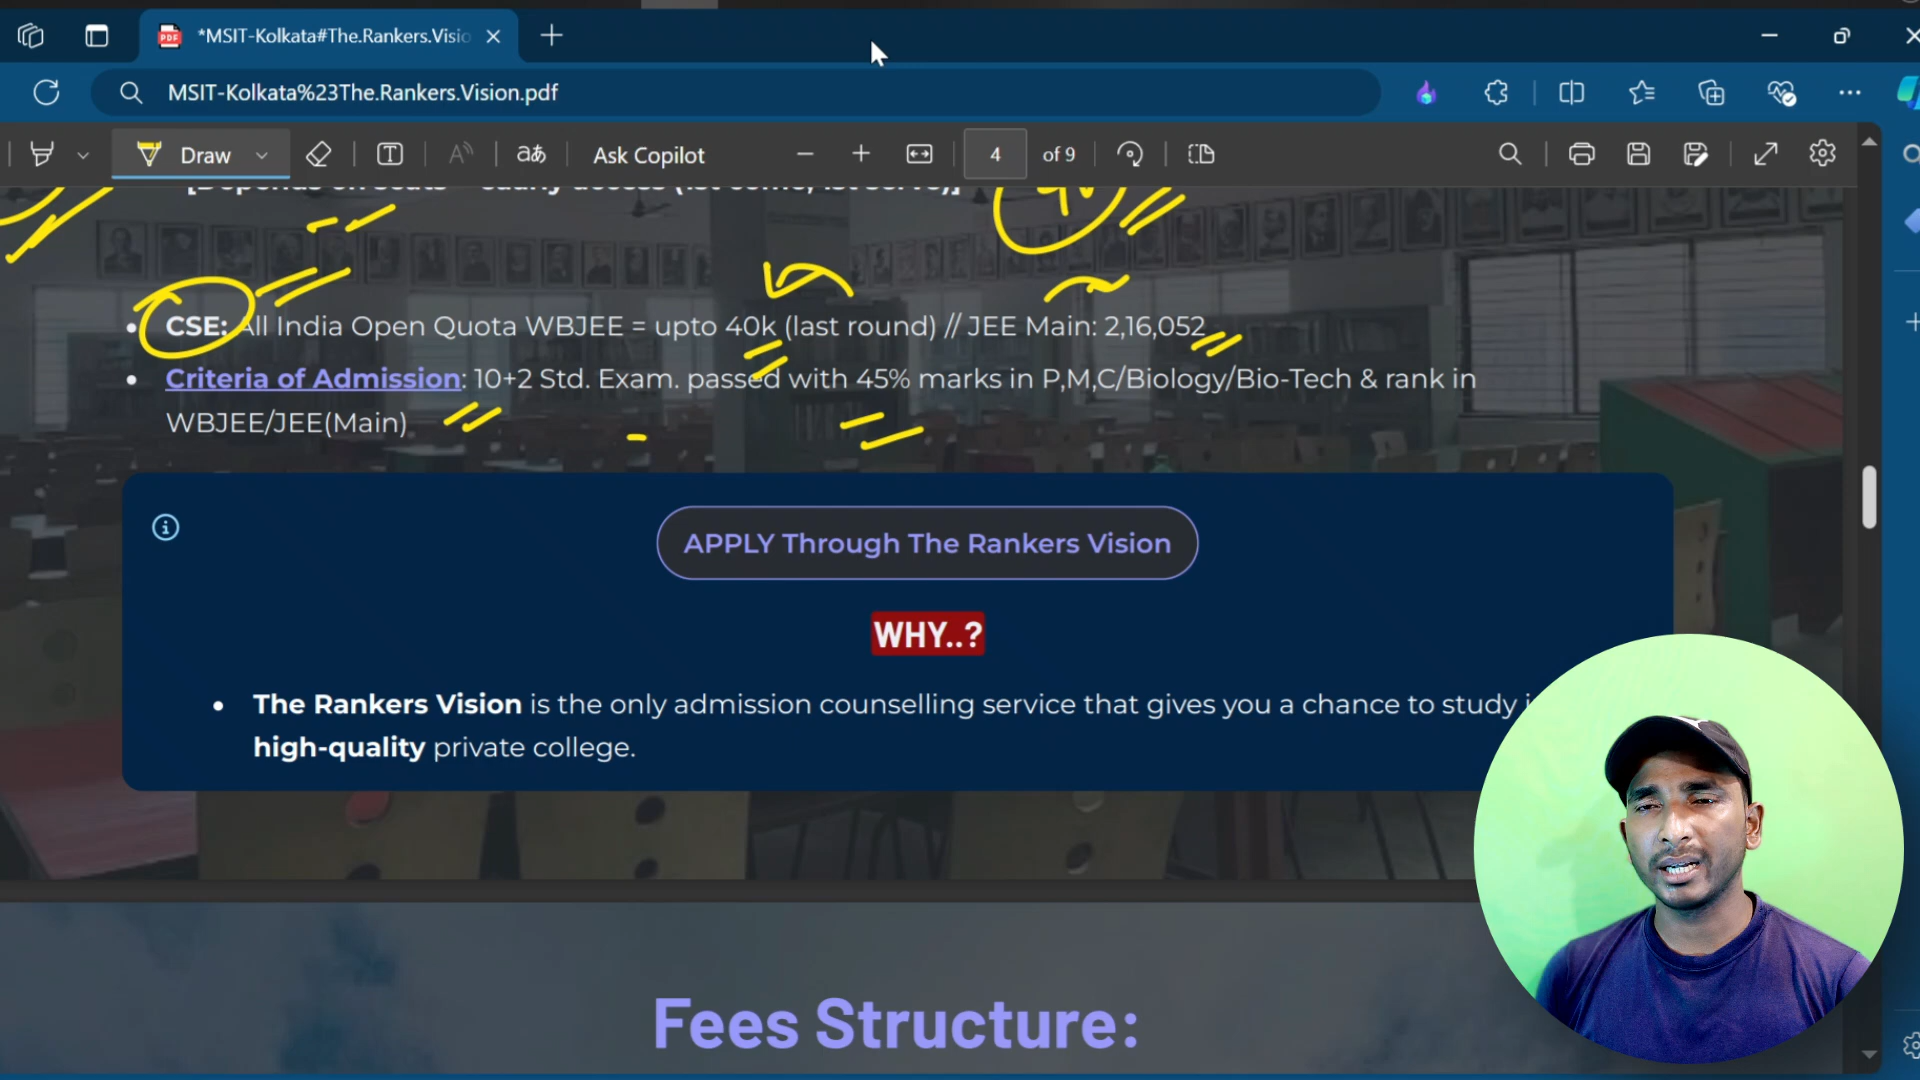 *MSIT-Kolkata#The.Rankers.Visio
MSIT-Kolkata%23The.Rankers.Vision.pdf
Draw
aあ
Ask Copilot
4
of 9
CSE: All India Open Quota WBJEE = upto 40k (last round) // JEE Main: 2,16,052
Criteria of Admission: 10+2 Std. Exam. passed with 45% marks in P,M,C/Biology/Bio-Tech & rank in
WBJEE/JEE(Main)
APPLY Through The Rankers Vision
WHY..?
The Rankers Vision is the only admission counselling service that gives you a chance to study
high-quality private college.
Fees Structure: